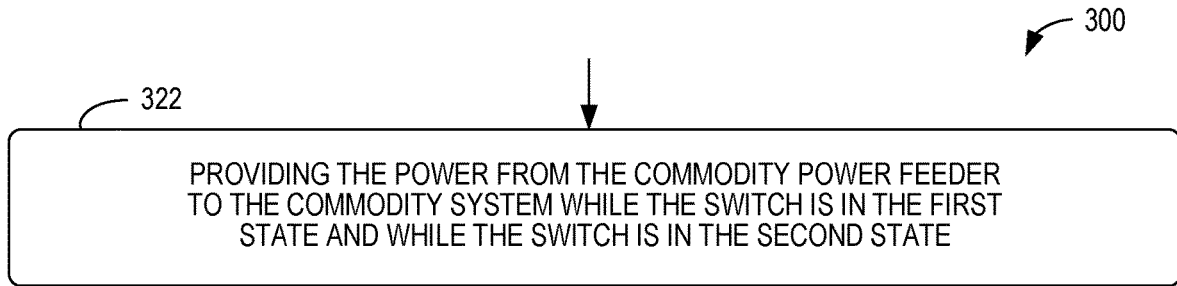 300
322
PROVIDING THE POWER FROM THE COMMODITY POWER FEEDER
TO THE COMMODITY SYSTEM WHILE THE SWITCH IS IN THE FIRST
STATE AND WHILE THE SWITCH IS IN THE SECOND STATE